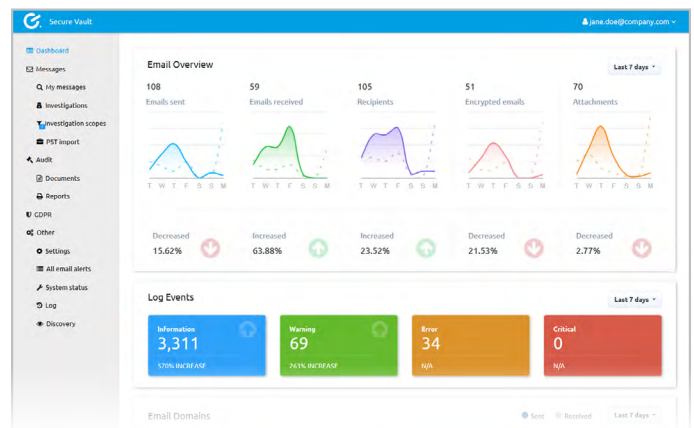 Secure Vault
jane.doe@company.com
Dashboard
Messages
My messages
Investigations
Investigation scopes
PST import
Audit
Documents
Reports
GDPR
Other
Settings
All email alerts
System status
Log
Discovery
Email Overview
Last 7 days
108
Emails sent
59
Emails received
105
Recipients
51
Encrypted emails
70
Attachments
T W T F S S M
T W T F S S M
T W T F S S M
T W T F S S M
T W T F S S M
Decreased
15.62%
Increased
63.88%
Increased
23.52%
Decreased
21.53%
Decreased
2.77%
Log Events
Last 7 days
Information
3,311
570% INCREASE
Warning
69
263% INCREASE
Error
34
N/A
Critical
0
N/A
Email Domains
Sent
Received
Last 7 days